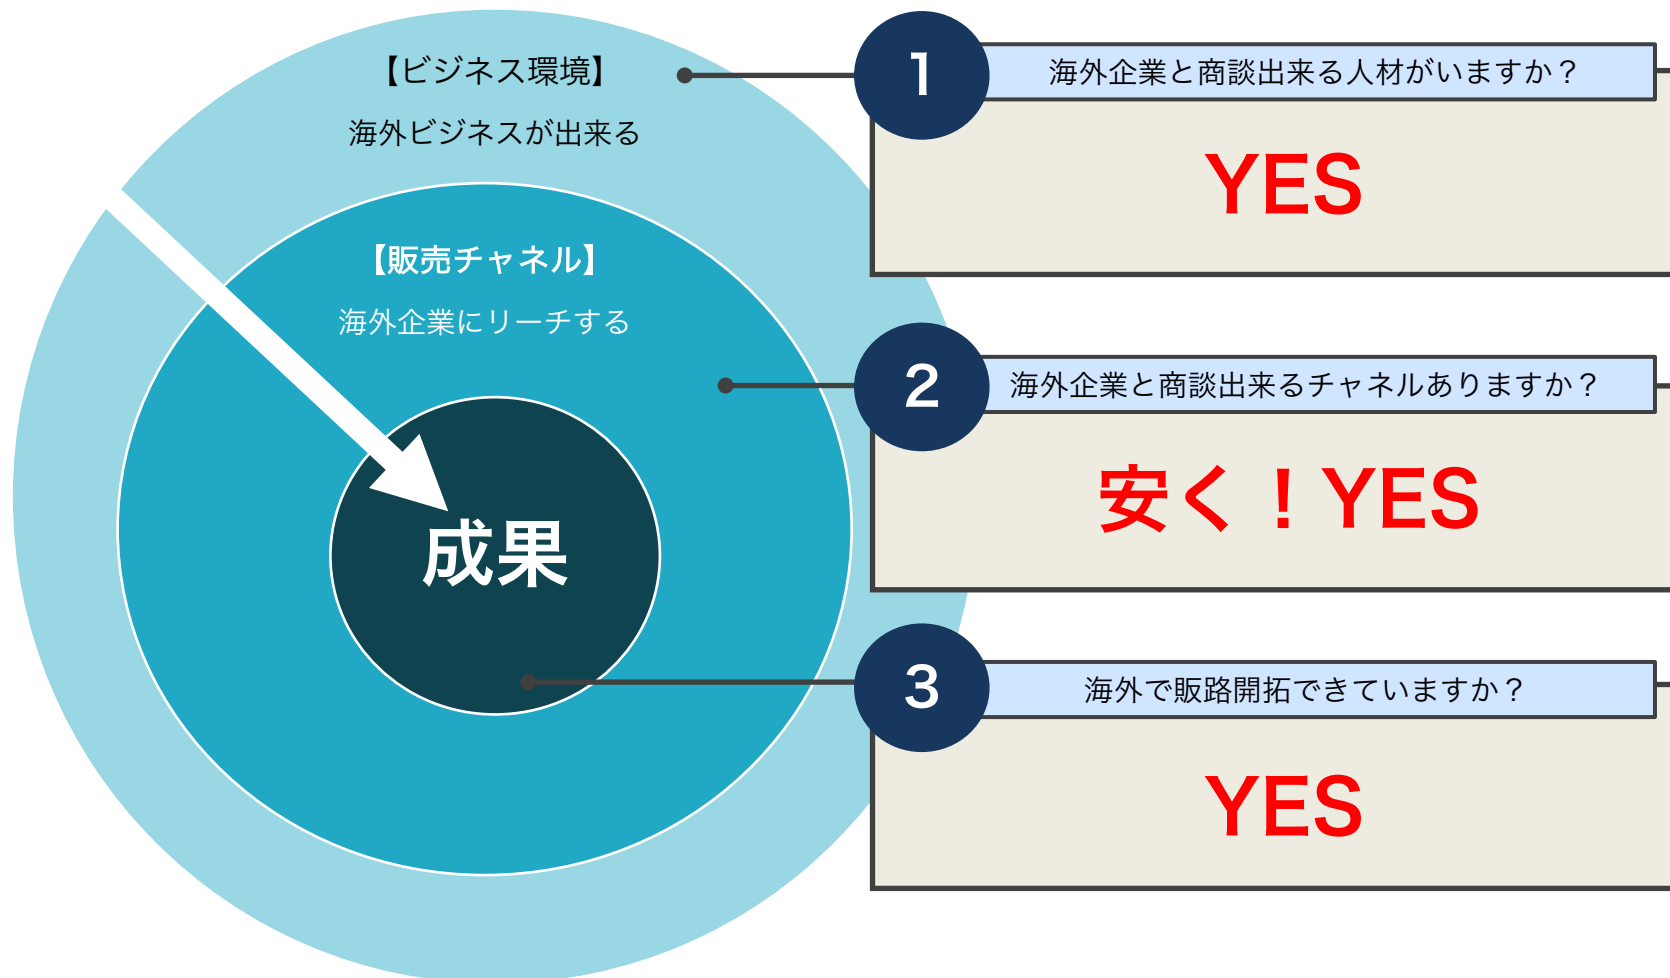 【ビジネス環境】
海外ビジネスが出来る
【販売チャネル】
海外企業にリーチする
成果
1
海外企業と商談出来る人材がいますか？
YES
2
海外企業と商談出来るチャネルありますか？
安く！YES
3
海外で販路開拓できていますか？
YES